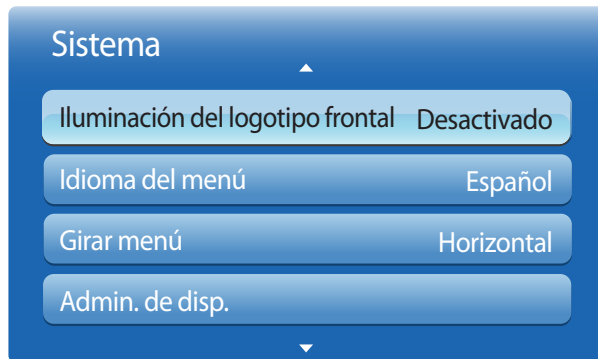 Sistema
Iluminación del logotipo frontal Desactivado
Idioma del menú Español
Girar menú Horizontal
Admin. de disp.